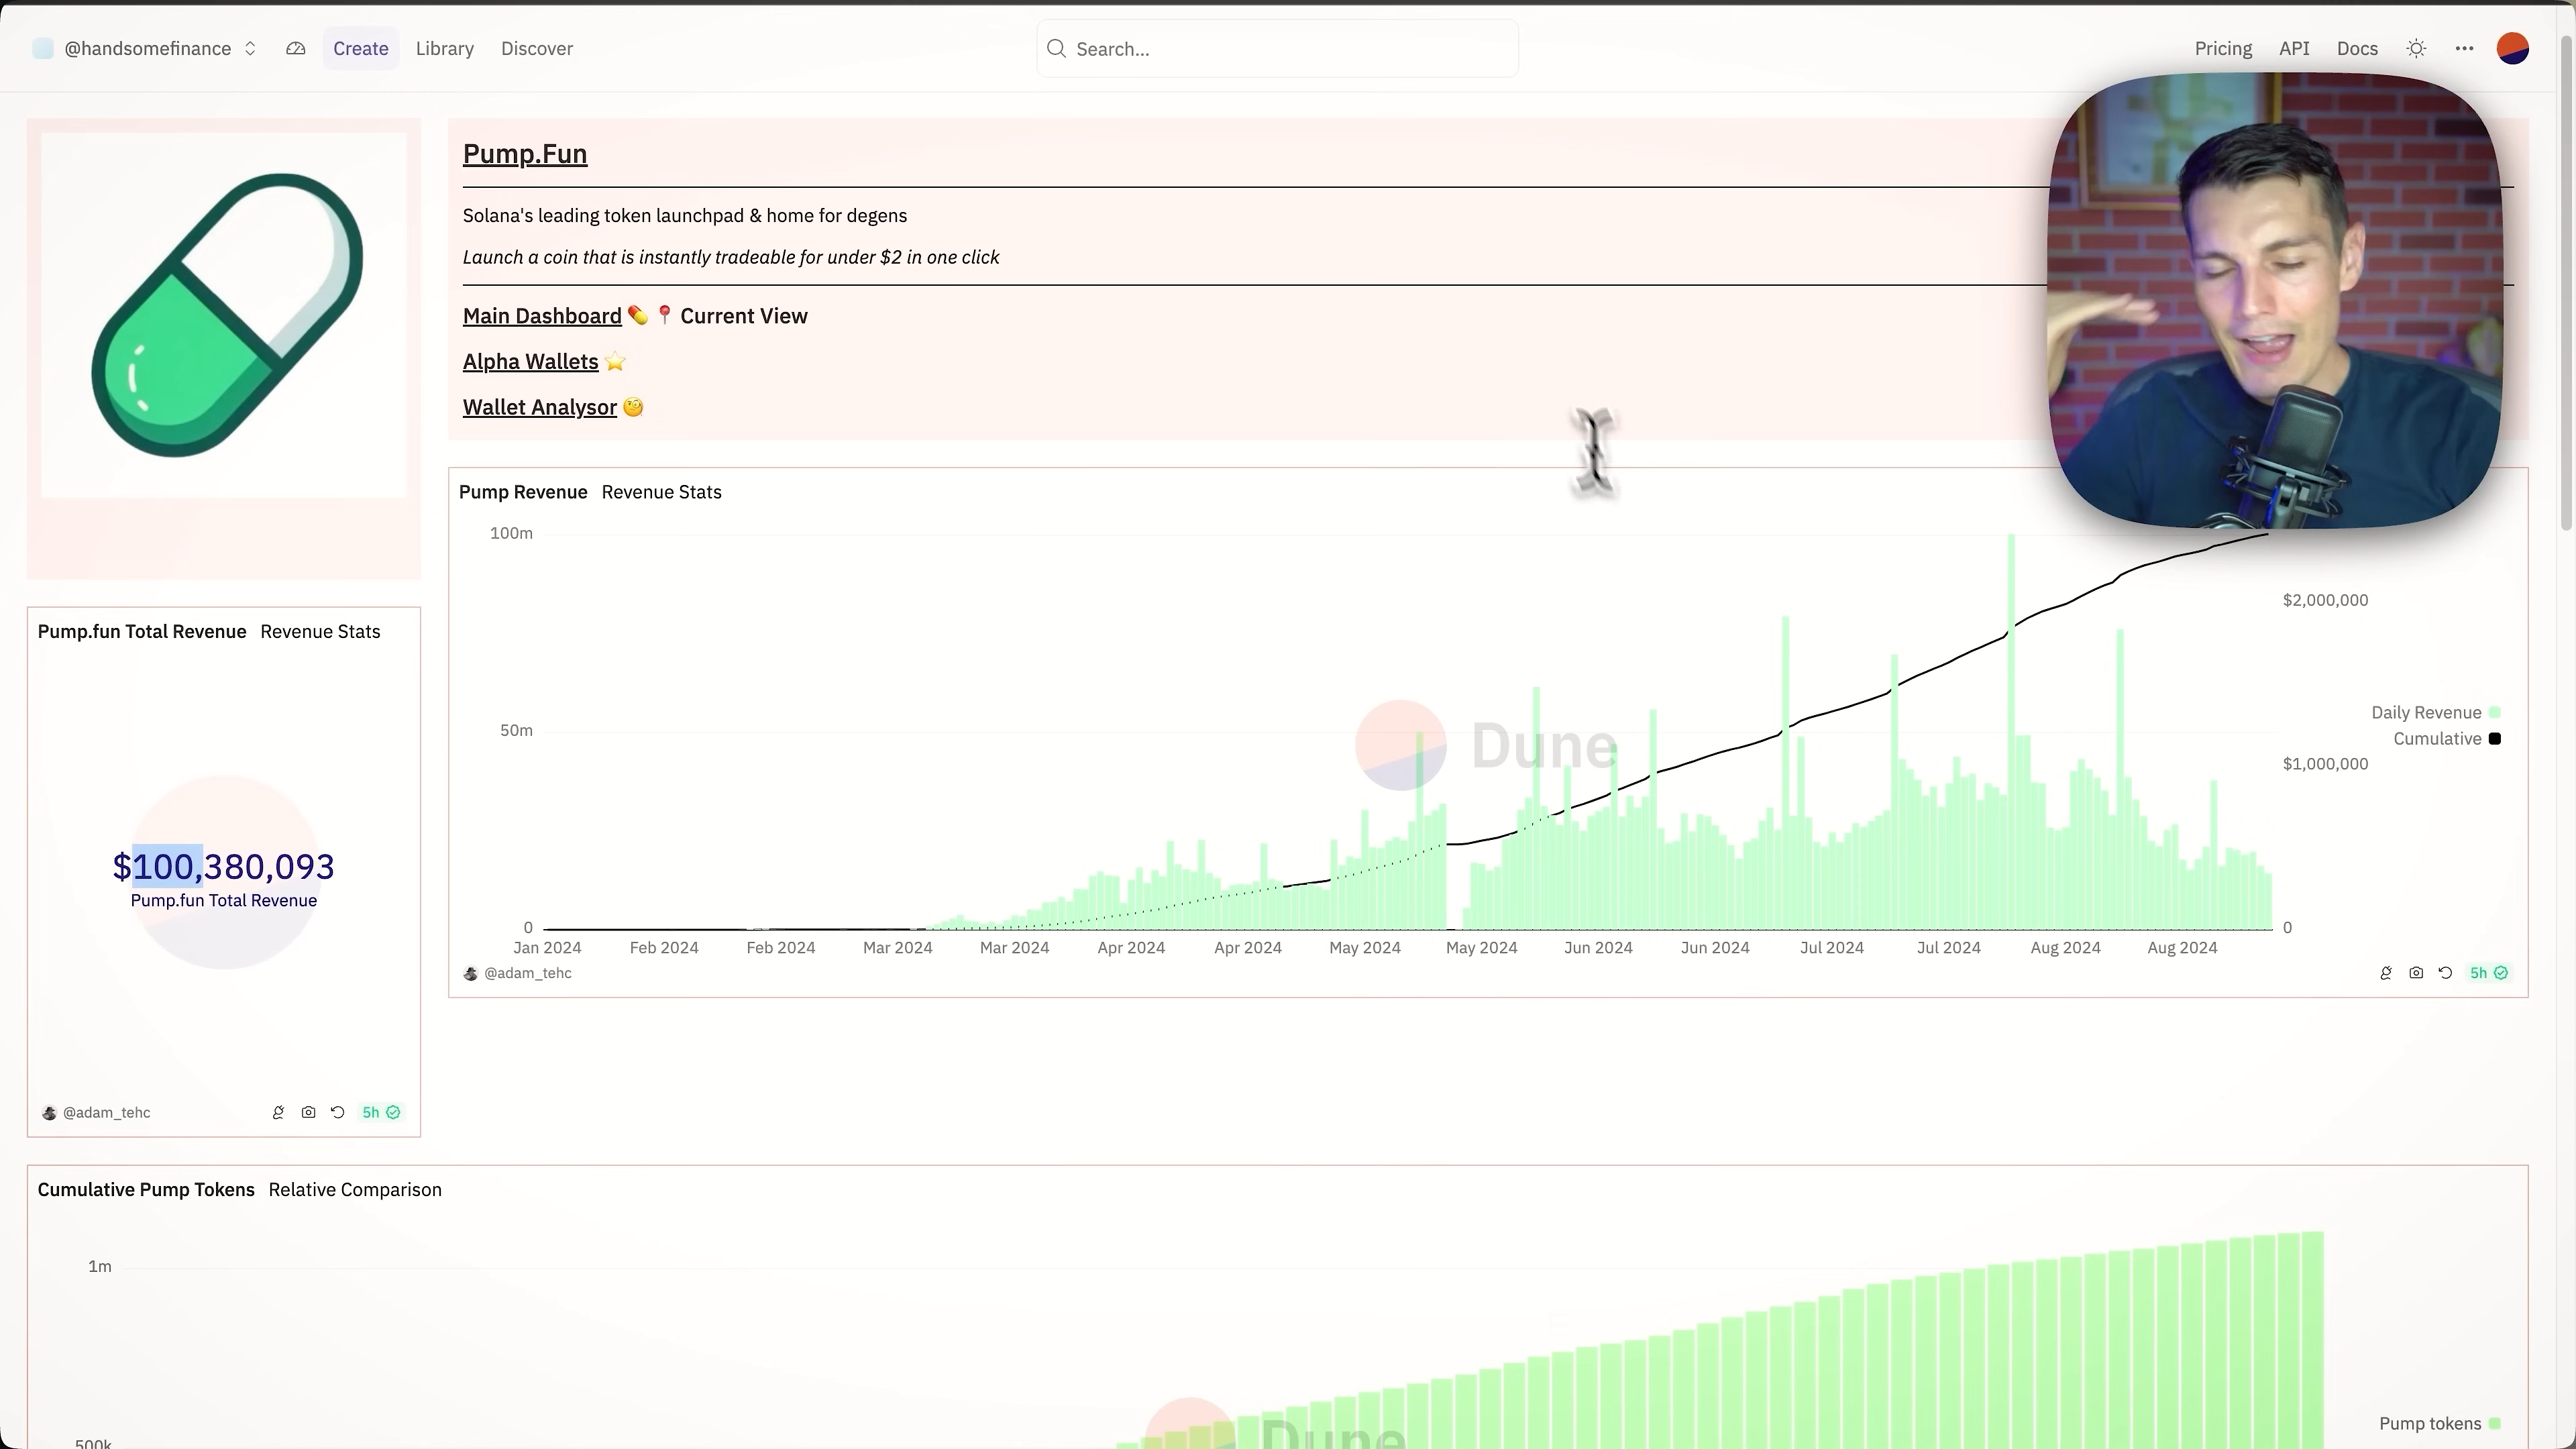 @handsomefinance Create Library Discover Search... Pricing API Docs
Pump.Fun
Solana's leading token launchpad & home for degens
Launch a coin that is instantly tradeable for under $2 in one click
Main Dashboard 💊 📍 Current View
Alpha Wallets ⭐
Wallet Analysor 🧐
Pump Revenue Revenue Stats
100m
50m
0
$2,000,000
$1,000,000
0
Daily Revenue
Cumulative
Dune
Jan 2024 Feb 2024 Feb 2024 Mar 2024 Mar 2024 Apr 2024 Apr 2024 May 2024 May 2024 Jun 2024 Jun 2024 Jul 2024 Jul 2024 Aug 2024 Aug 2024
@adam_tehc 5h
Pump.fun Total Revenue Revenue Stats
$100,380,093
Pump.fun Total Revenue
@adam_tehc 5h
Cumulative Pump Tokens Relative Comparison
1m
500k
Dune
Pump tokens